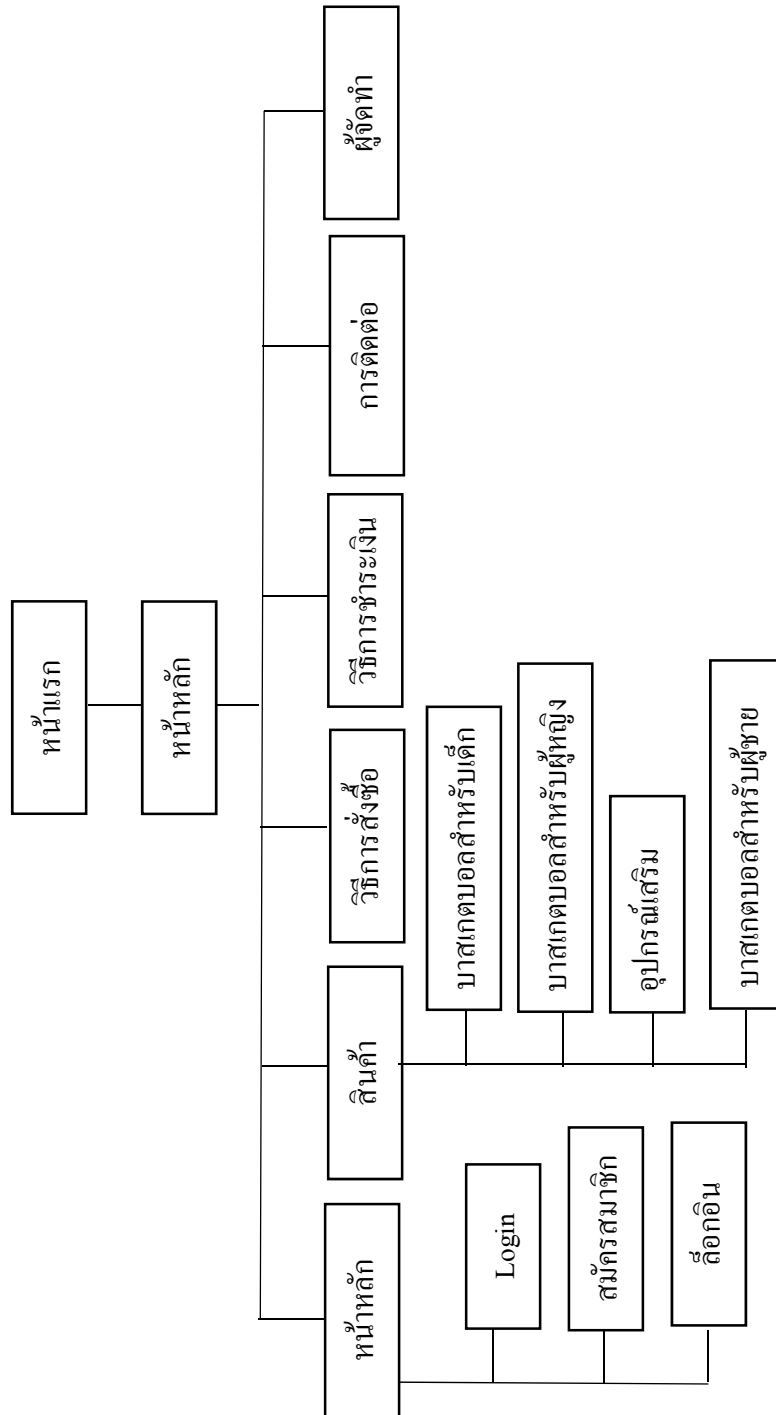 หน้าแรก
หน้าหลัก
หน้าหลัก
สินค้า
วิธีการสั่งซื้อ
วิธีการชำระเงิน
การติดต่อ
ผู้จัดทำ
Login
สมัครสมาชิก
ล็อกอิน
บาสเกตบอลสำหรับเด็ก
บาสเกตบอลสำหรับผู้หญิง
อุปกรณ์เสริม
บาสเกตบอลสำหรับผู้ชาย